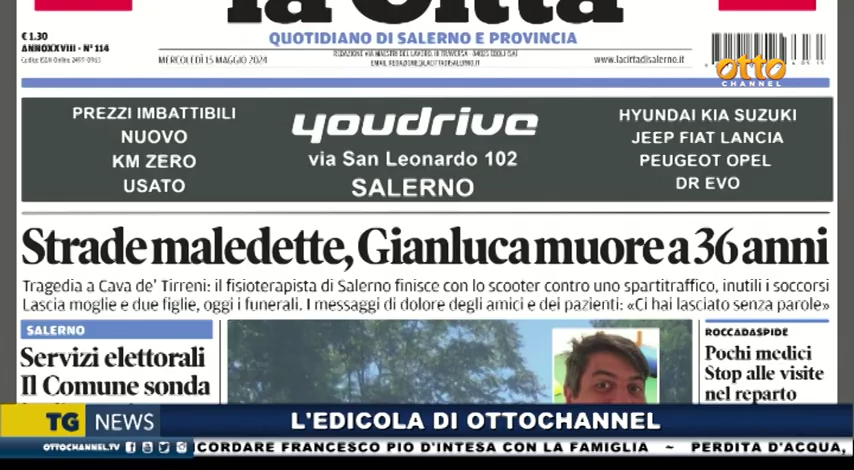 la Città
QUOTIDIANO DI SALERNO E PROVINCIA
€ 1.30
ANNOXXVIII - N° 114
MERCOLEDÌ 15 MAGGIO 2024
www.lacittadisalerno.it
otto
CHANNEL
PREZZI IMBATTIBILI
NUOVO
KM ZERO
USATO
youdrive
via San Leonardo 102
SALERNO
HYUNDAI KIA SUZUKI
JEEP FIAT LANCIA
PEUGEOT OPEL
DR EVO
Strade maledette, Gianluca muore a 36 anni
Tragedia a Cava de' Tirreni: il fisioterapista di Salerno finisce con lo scooter contro uno spartitraffico, inutili i soccorsi
Lascia moglie e due figlie, oggi i funerali. I messaggi di dolore degli amici e dei pazienti: «Ci hai lasciato senza parole»
SALERNO
Servizi elettorali
Il Comune sonda
ROCCADASPIDE
Pochi medici
Stop alle visite
nel reparto
TG NEWS
L'EDICOLA DI OTTOCHANNEL
OTTOCHANNEL.TV
ICORDARE FRANCESCO PIO D'INTESA CON LA FAMIGLIA ~ PERDITA D'ACQUA,